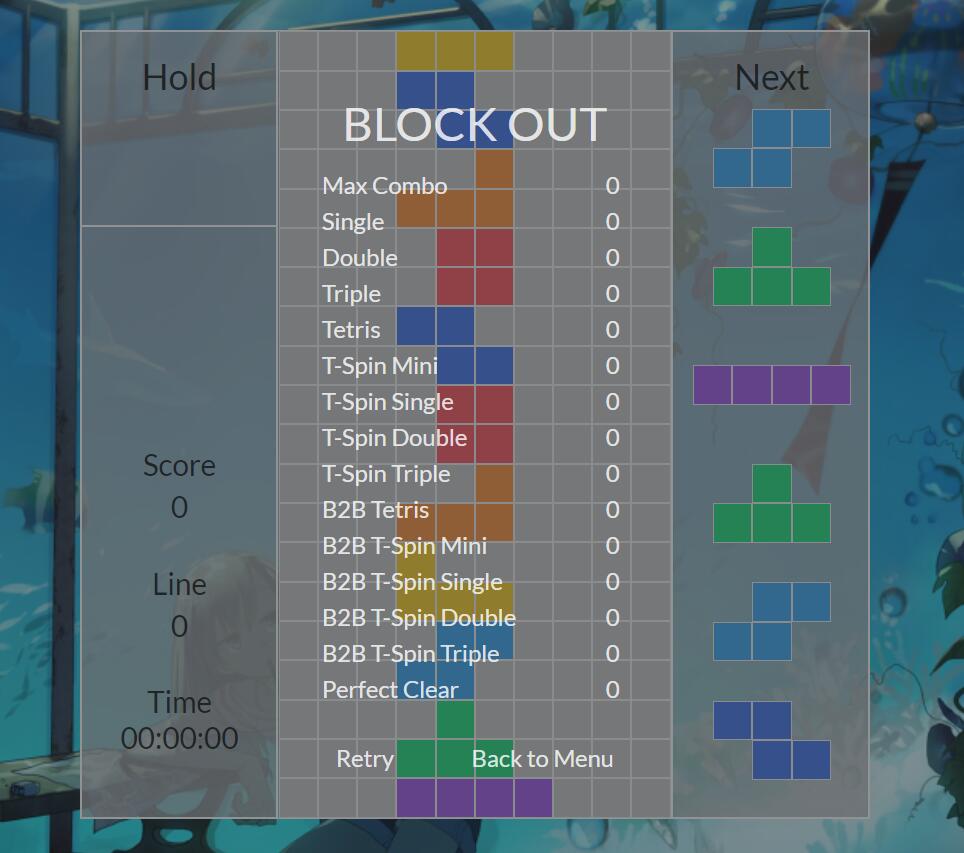 Hold
Next
BLOCK OUT
Max Combo 0
Single 0
Double 0
Triple 0
Tetris 0
T-Spin Mini 0
T-Spin Single 0
T-Spin Double 0
T-Spin Triple 0
B2B Tetris 0
B2B T-Spin Mini 0
B2B T-Spin Single 0
B2B T-Spin Double 0
B2B T-Spin Triple 0
Perfect Clear 0
Retry Back to Menu
Score
0
Line
0
Time
00:00:00